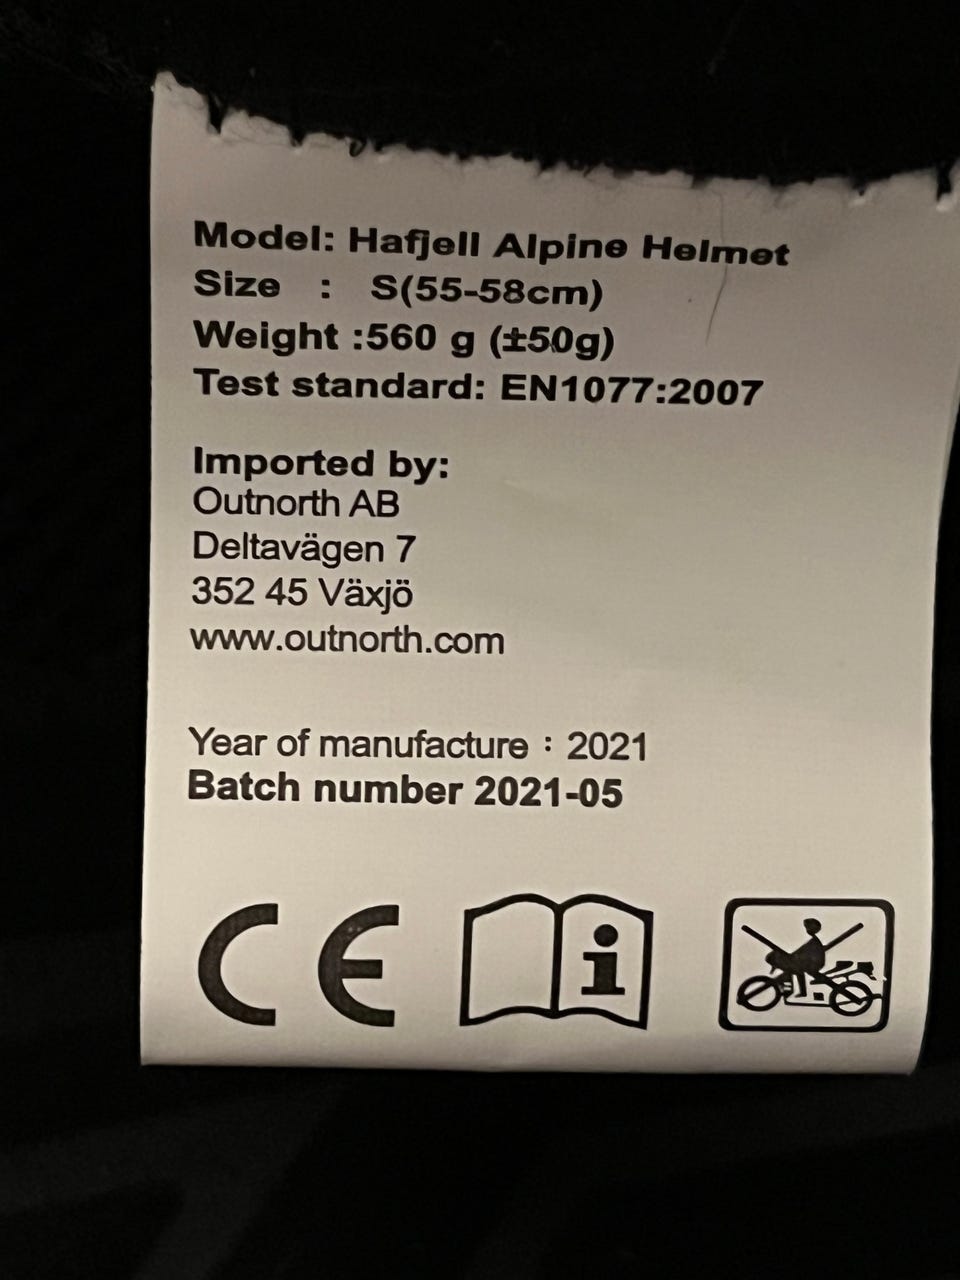 Model: Hafjell Alpine Helmet
Size : S(55-58cm)
Weight :560 g (±50g)
Test standard: EN1077:2007
Imported by:
Outnorth AB
Deltavägen 7
352 45 Växjö
www.outnorth.com
Year of manufacture : 2021
Batch number 2021-05
CE i